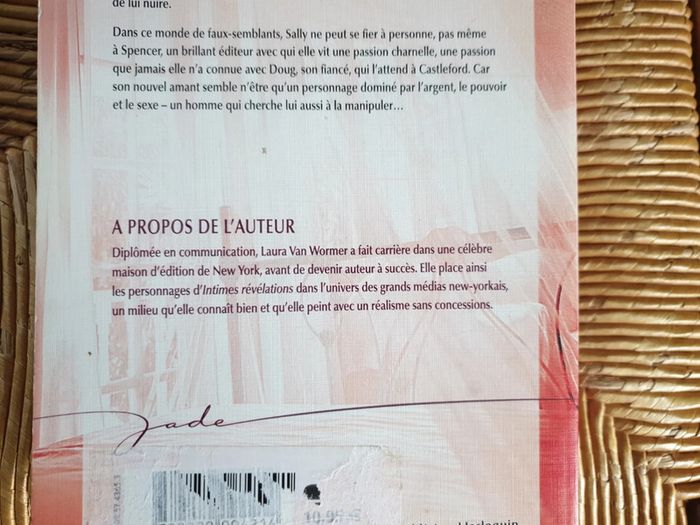 de lui nuire.
Dans ce monde de faux-semblants, Sally ne peut se fier à personne, pas même
à Spencer, un brillant éditeur avec qui elle vit une passion charnelle, une passion
que jamais elle n'a connue avec Doug, son fiancé, qui l'attend à Castleford. Car
son nouvel amant semble n'être qu'un personnage dominé par l'argent, le pouvoir
et le sexe – un homme qui cherche lui aussi à la manipuler…
A PROPOS DE L'AUTEUR
Diplômée en communication, Laura Van Wormer a fait carrière dans une célèbre
maison d'édition de New York, avant de devenir auteur à succès. Elle place ainsi
les personnages d'Intimes révélations dans l'univers des grands médias new-yorkais,
un milieu qu'elle connaît bien et qu'elle peint avec un réalisme sans concessions.
Jade
10.95 €
Harlequin